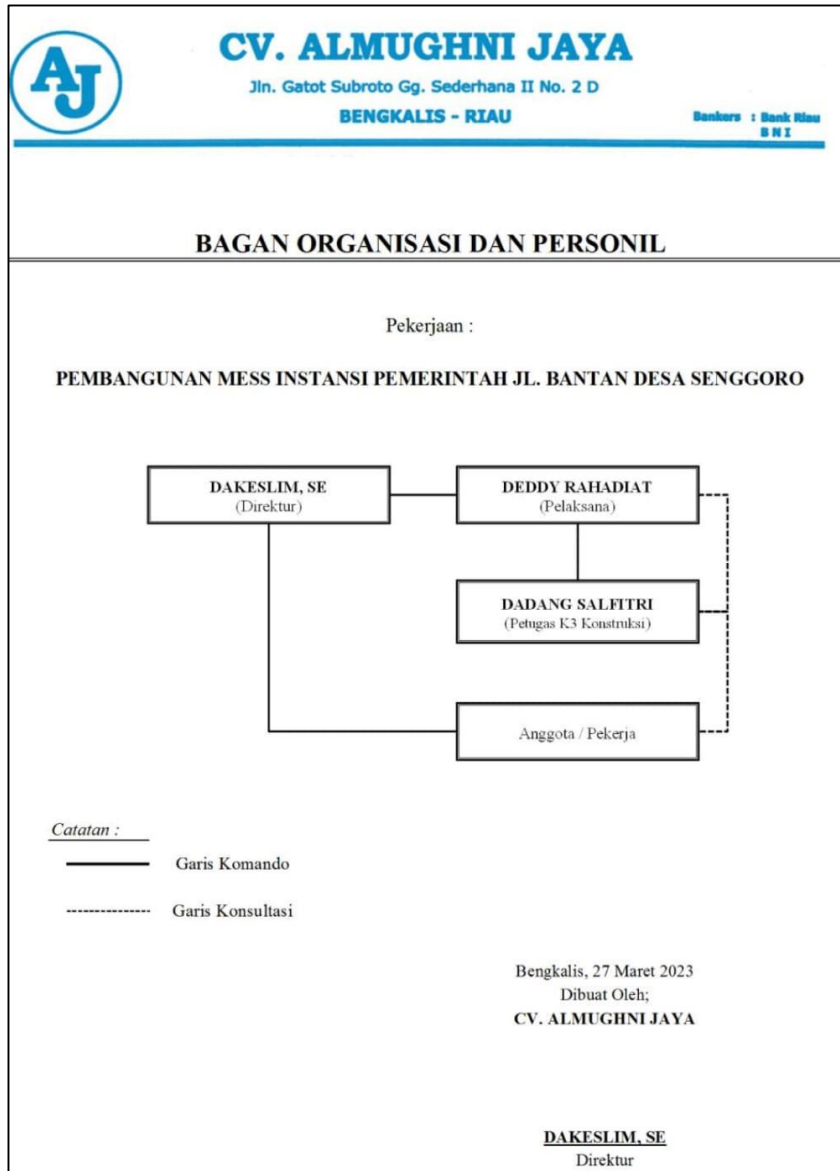 AJ
CV. ALMUGHNI JAYA
Jln. Gatot Subroto Gg. Sederhana II No. 2 D
BENGKALIS - RIAU
Bankers : Bank Riau
B N I
BAGAN ORGANISASI DAN PERSONIL
Pekerjaan :
PEMBANGUNAN MESS INSTANSI PEMERINTAH JL. BANTAN DESA SENGGORO
DAKESLIM, SE
(Direktur)
DEDDY RAHADIAT
(Pelaksana)
DADANG SALFITRI
(Petugas K3 Konstruksi)
Anggota / Pekerja
Catatan :
Garis Komando
Garis Konsultasi
Bengkalis, 27 Maret 2023
Dibuat Oleh;
CV. ALMUGHNI JAYA
DAKESLIM, SE
Direktur